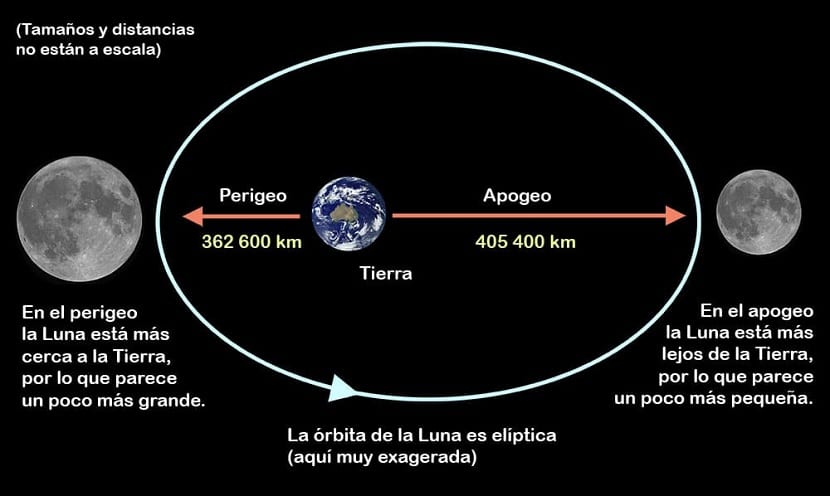 (Tamaños y distancias
no están a escala)
Perigeo
362 600 km
Apogeo
405 400 km
Tierra
En el perigeo
la Luna está más
cerca a la Tierra,
por lo que parece
un poco más grande.
En el apogeo
la Luna está más
lejos de la Tierra,
por lo que parece
un poco más pequeña.
La órbita de la Luna es elíptica
(aquí muy exagerada)